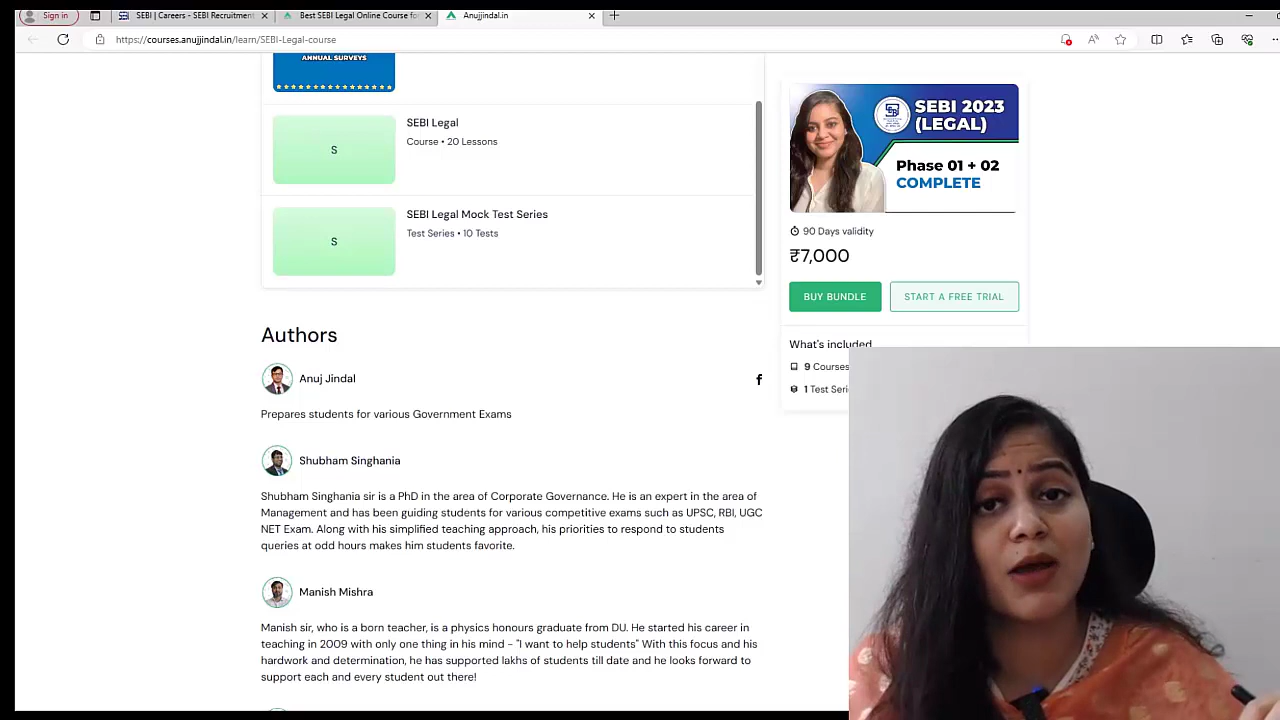 Sign in
SEBI | Careers - SEBI Recruitment
Best SEBI Legal Online Course fo
Anujjindal.in
https://courses.anujjindal.in/learn/SEBI-Legal-course
ANNUAL SURVEYS
S
SEBI Legal
Course • 20 Lessons
S
SEBI Legal Mock Test Series
Test Series • 10 Tests
SEBI 2023
(LEGAL)
Phase 01 + 02
COMPLETE
90 Days validity
₹7,000
BUY BUNDLE
START A FREE TRIAL
What's included
9 Courses
1 Test Seri
Authors
Anuj Jindal
Prepares students for various Government Exams
Shubham Singhania
Shubham Singhania sir is a PhD in the area of Corporate Governance. He is an expert in the area of
Management and has been guiding students for various competitive exams such as UPSC, RBI, UGC
NET Exam. Along with his simplified teaching approach, his priorities to respond to students
queries at odd hours makes him students favorite.
Manish Mishra
Manish sir, who is a born teacher, is a physics honours graduate from DU. He started his career in
teaching in 2009 with only one thing in his mind - "I want to help students" With this focus and his
hardwork and determination, he has supported lakhs of students till date and he looks forward to
support each and every student out there!